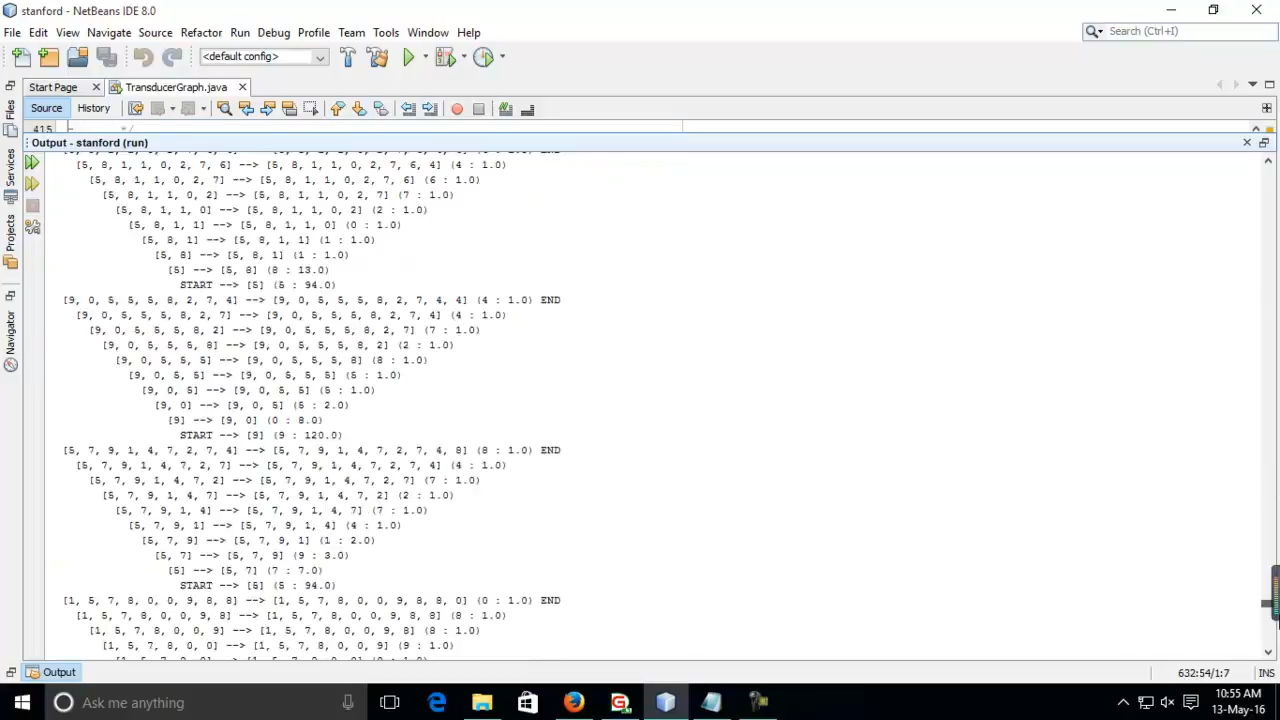 stanford - NetBeans IDE 8.0
File Edit View Navigate Source Refactor Run Debug Profile Team Tools Window Help
Search (Ctrl+I)
<default config>
Start Page
TransducerGraph.java
Source History
415 */
Output - stanford (run)
[5, 8, 1, 1, 0, 2, 7, 6] --> [5, 8, 1, 1, 0, 2, 7, 6, 4] (4 : 1.0)
[5, 8, 1, 1, 0, 2, 7] --> [5, 8, 1, 1, 0, 2, 7, 6] (6 : 1.0)
[5, 8, 1, 1, 0, 2] --> [5, 8, 1, 1, 0, 2, 7] (7 : 1.0)
[5, 8, 1, 1, 0] --> [5, 8, 1, 1, 0, 2] (2 : 1.0)
[5, 8, 1, 1] --> [5, 8, 1, 1, 0] (0 : 1.0)
[5, 8, 1] --> [5, 8, 1, 1] (1 : 1.0)
[5, 8] --> [5, 8, 1] (1 : 1.0)
[5] --> [5, 8] (8 : 13.0)
START --> [5] (5 : 94.0)
[9, 0, 5, 5, 5, 8, 2, 7, 4] --> [9, 0, 5, 5, 5, 8, 2, 7, 4, 4] (4 : 1.0) END
[9, 0, 5, 5, 5, 8, 2, 7] --> [9, 0, 5, 5, 5, 8, 2, 7, 4] (4 : 1.0)
[9, 0, 5, 5, 5, 8, 2] --> [9, 0, 5, 5, 5, 8, 2, 7] (7 : 1.0)
[9, 0, 5, 5, 5, 8] --> [9, 0, 5, 5, 5, 8, 2] (2 : 1.0)
[9, 0, 5, 5, 5] --> [9, 0, 5, 5, 5, 8] (8 : 1.0)
[9, 0, 5, 5] --> [9, 0, 5, 5, 5] (5 : 1.0)
[9, 0, 5] --> [9, 0, 5, 5] (5 : 1.0)
[9, 0] --> [9, 0, 5] (5 : 2.0)
[9] --> [9, 0] (0 : 8.0)
START --> [9] (9 : 120.0)
[5, 7, 9, 1, 4, 7, 2, 7, 4] --> [5, 7, 9, 1, 4, 7, 2, 7, 4, 8] (8 : 1.0) END
[5, 7, 9, 1, 4, 7, 2, 7] --> [5, 7, 9, 1, 4, 7, 2, 7, 4] (4 : 1.0)
[5, 7, 9, 1, 4, 7, 2] --> [5, 7, 9, 1, 4, 7, 2, 7] (7 : 1.0)
[5, 7, 9, 1, 4, 7] --> [5, 7, 9, 1, 4, 7, 2] (2 : 1.0)
[5, 7, 9, 1, 4] --> [5, 7, 9, 1, 4, 7] (7 : 1.0)
[5, 7, 9, 1] --> [5, 7, 9, 1, 4] (4 : 1.0)
[5, 7, 9] --> [5, 7, 9, 1] (1 : 2.0)
[5, 7] --> [5, 7, 9] (9 : 3.0)
[5] --> [5, 7] (7 : 7.0)
START --> [5] (5 : 94.0)
[1, 5, 7, 8, 0, 0, 9, 8, 8] --> [1, 5, 7, 8, 0, 0, 9, 8, 8, 0] (0 : 1.0) END
[1, 5, 7, 8, 0, 0, 9, 8] --> [1, 5, 7, 8, 0, 0, 9, 8, 8] (8 : 1.0)
[1, 5, 7, 8, 0, 0, 9] --> [1, 5, 7, 8, 0, 0, 9, 8] (8 : 1.0)
[1, 5, 7, 8, 0, 0] --> [1, 5, 7, 8, 0, 0, 9] (9 : 1.0)
Files
Services
Projects
Navigator
Output
632:54/1:7 INS
Ask me anything
10:55 AM
13-May-16